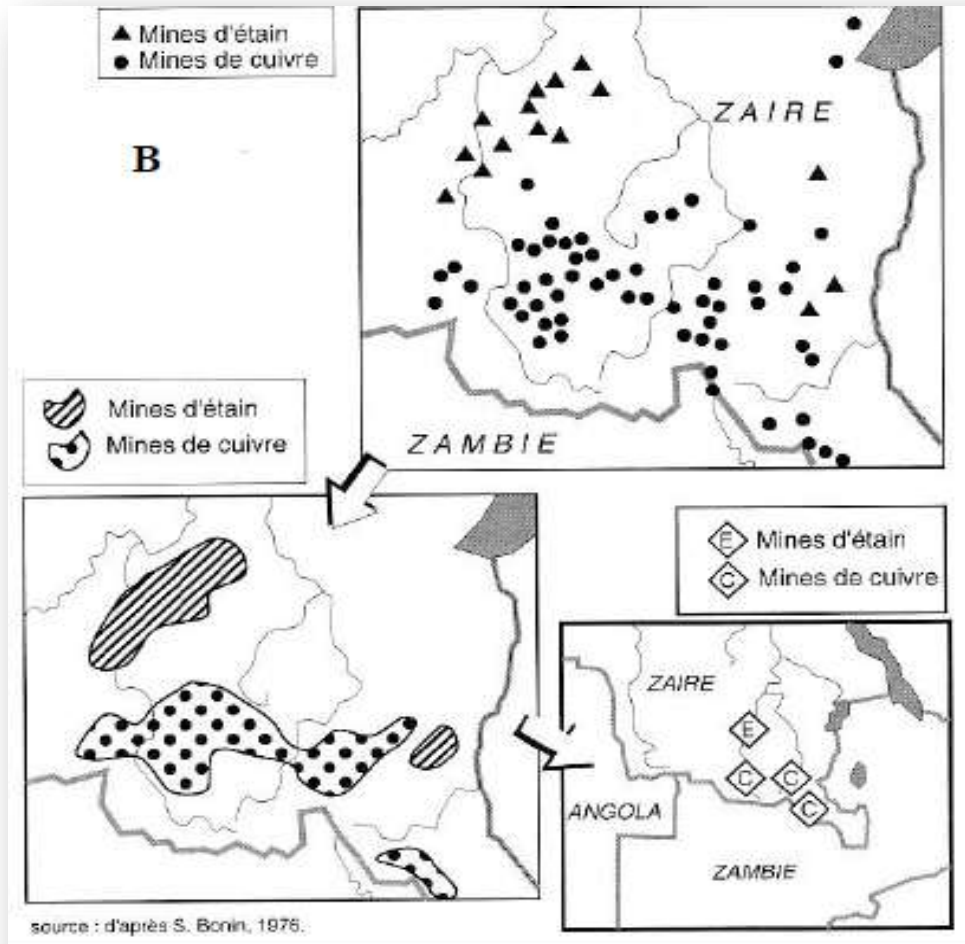 Mines d'étain
Mines de cuivre
B
ZAIRE
ZAMBIE
Mines d'étain
Mines de cuivre
E Mines d'étain
C Mines de cuivre
ZAIRE
E
C C
C
ANGOLA
ZAMBIE
source : d'après S. Bonin, 1976.